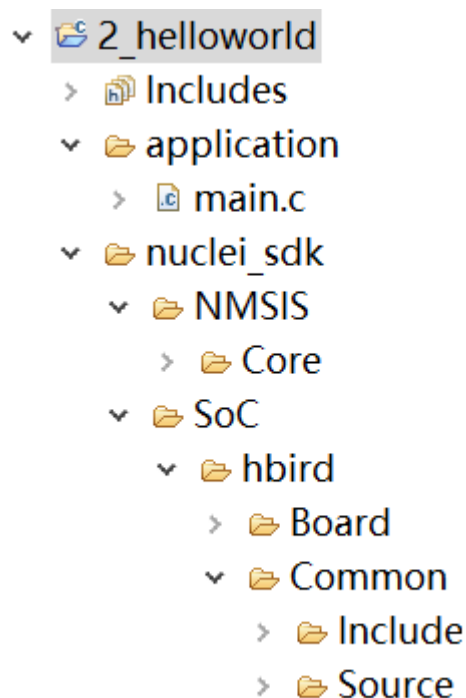 2_helloworld
Includes
application
main.c
nuclei_sdk
NMSIS
Core
SoC
hbird
Board
Common
Include
Source